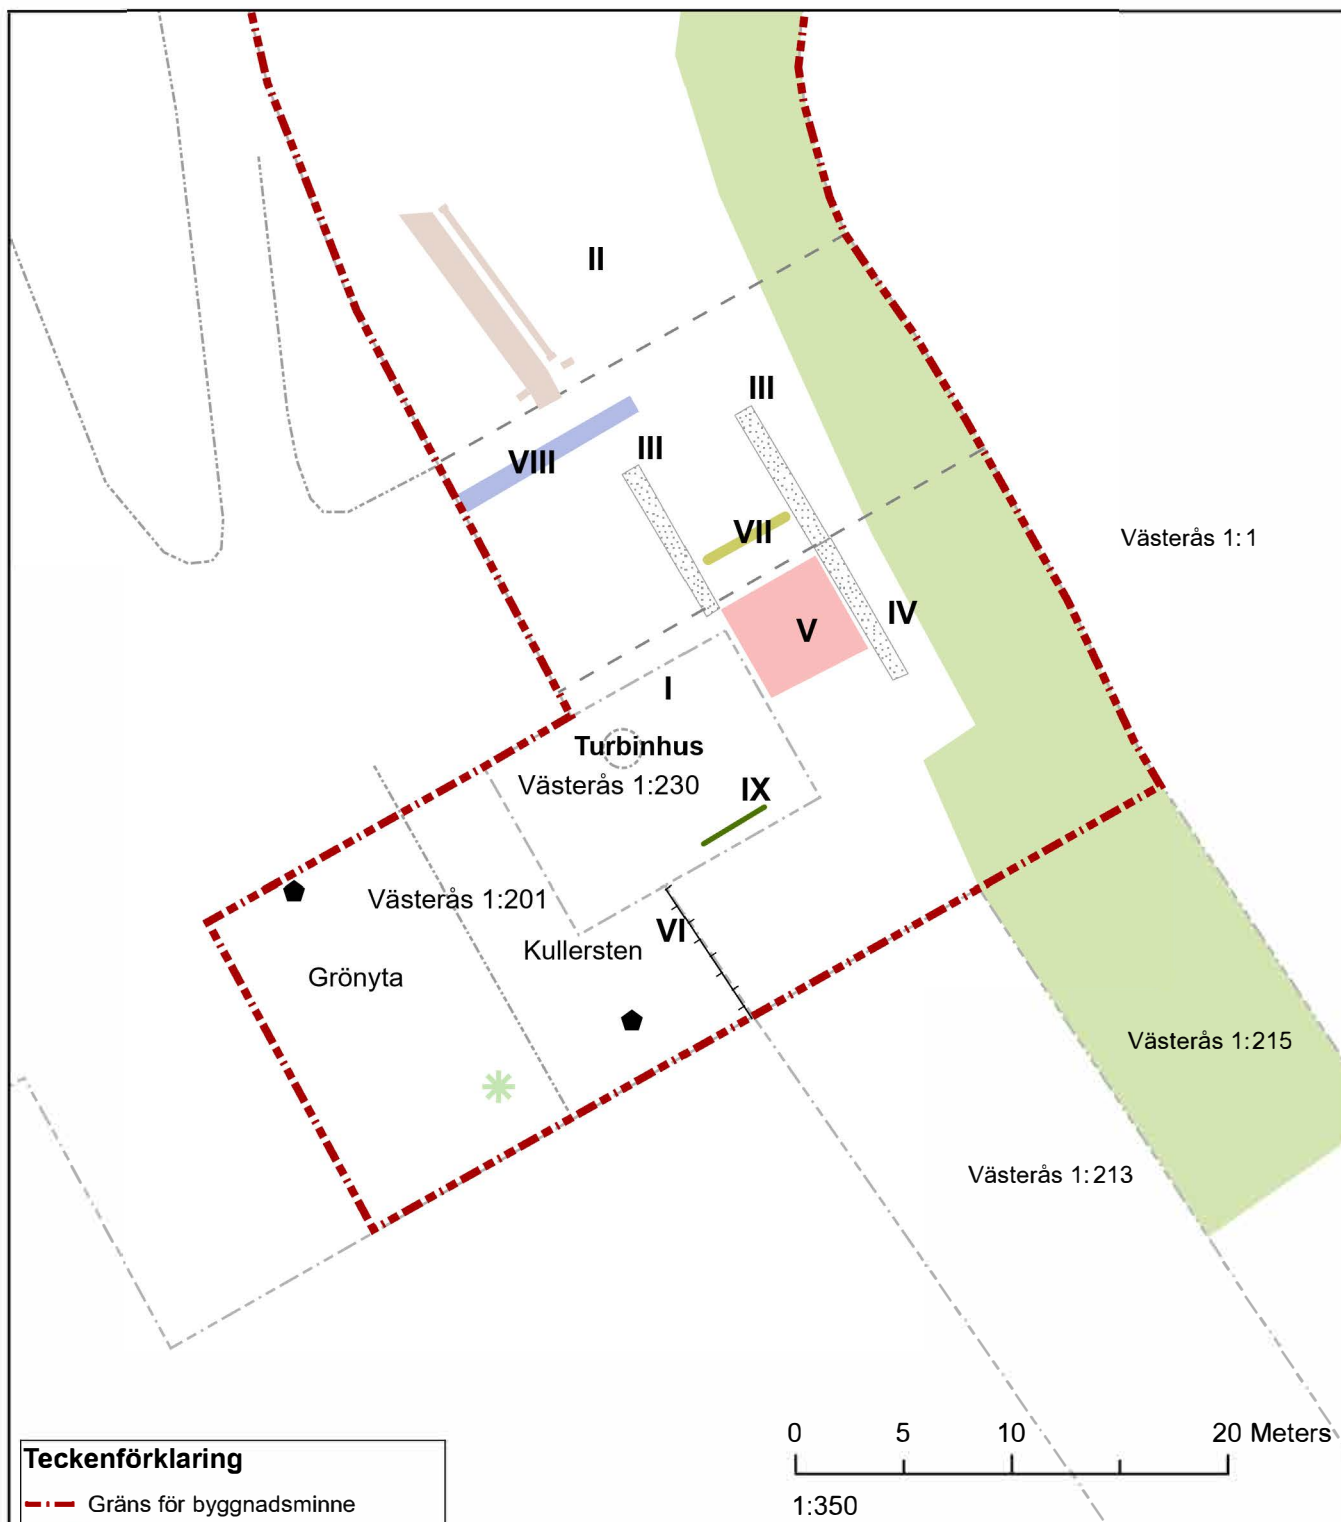 II
III
III
VIII
VII
Västerås 1:1
IV
V
I
Turbinhus
Västerås 1:230
IX
Västerås 1:201
VI
Kullersten
Grönyta
Västerås 1:215
Västerås 1:213
0 5 10 20 Meters
1:350
Teckenförklaring
Gräns för byggnadsminne